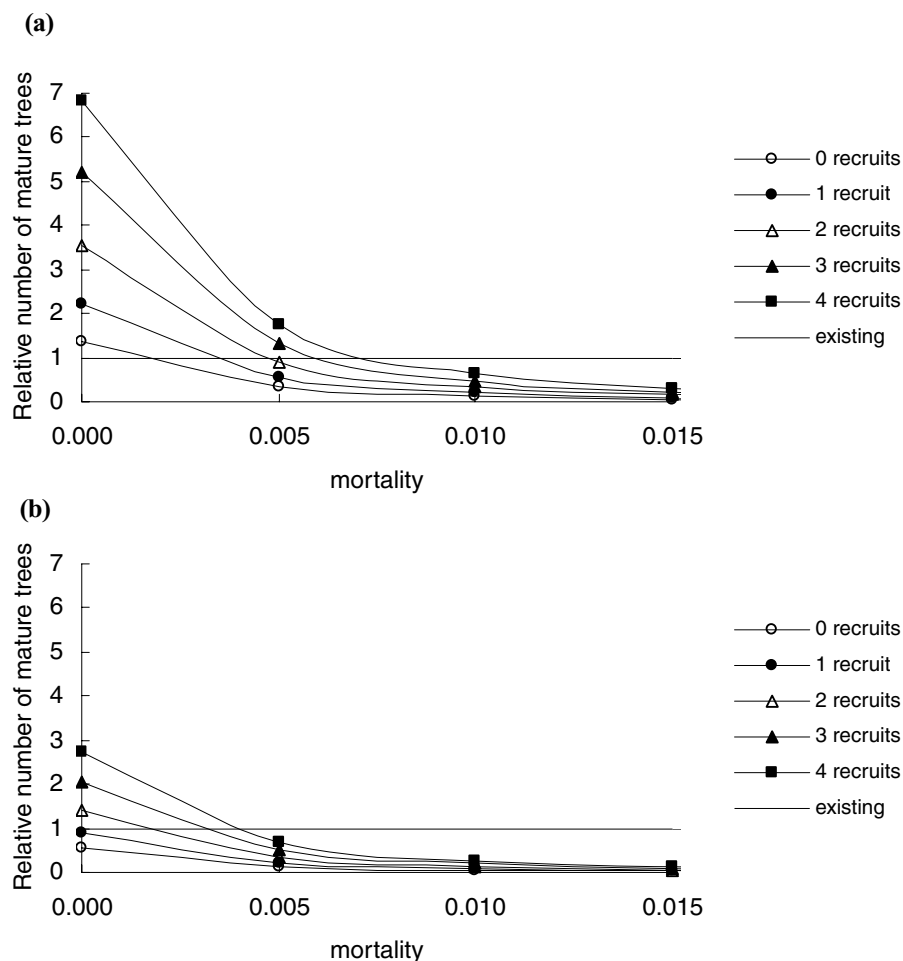 (a)
Relative number of mature trees
7
6
5
4
3
2
1
0
0.000 0.005 0.010 0.015
mortality
0 recruits
1 recruit
2 recruits
3 recruits
4 recruits
existing
(b)
Relative number of mature trees
7
6
5
4
3
2
1
0
0.000 0.005 0.010 0.015
mortality
0 recruits
1 recruit
2 recruits
3 recruits
4 recruits
existing